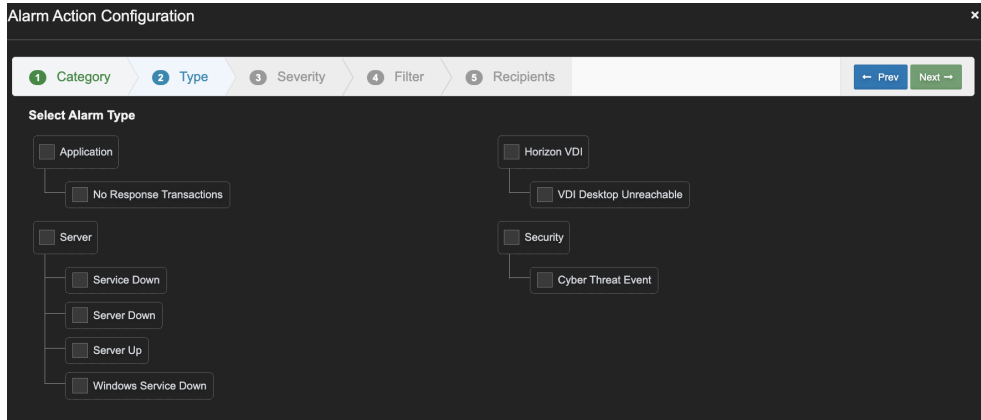 Alarm Action Configuration ×
1 Category 2 Type 3 Severity 4 Filter 5 Recipients ← Prev Next →
Select Alarm Type
Application
No Response Transactions
Server
Service Down
Server Down
Server Up
Windows Service Down
Horizon VDI
VDI Desktop Unreachable
Security
Cyber Threat Event